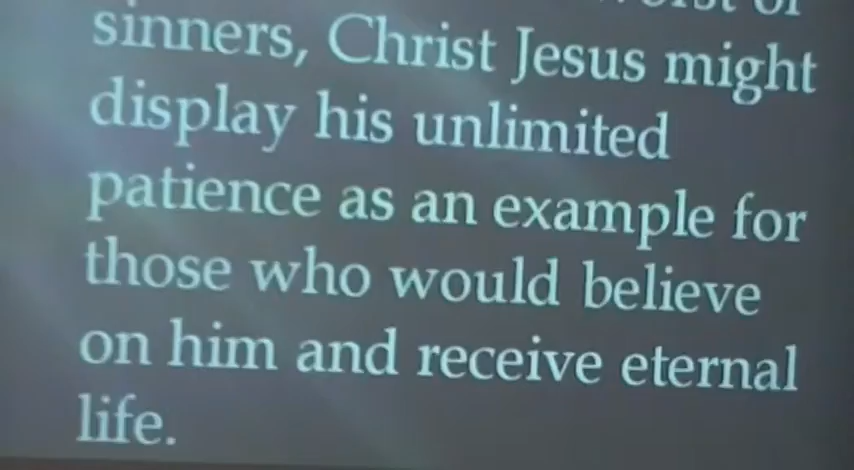 sinners, Christ Jesus might
display his unlimited
patience as an example for
those who would believe
on him and receive eternal
life.